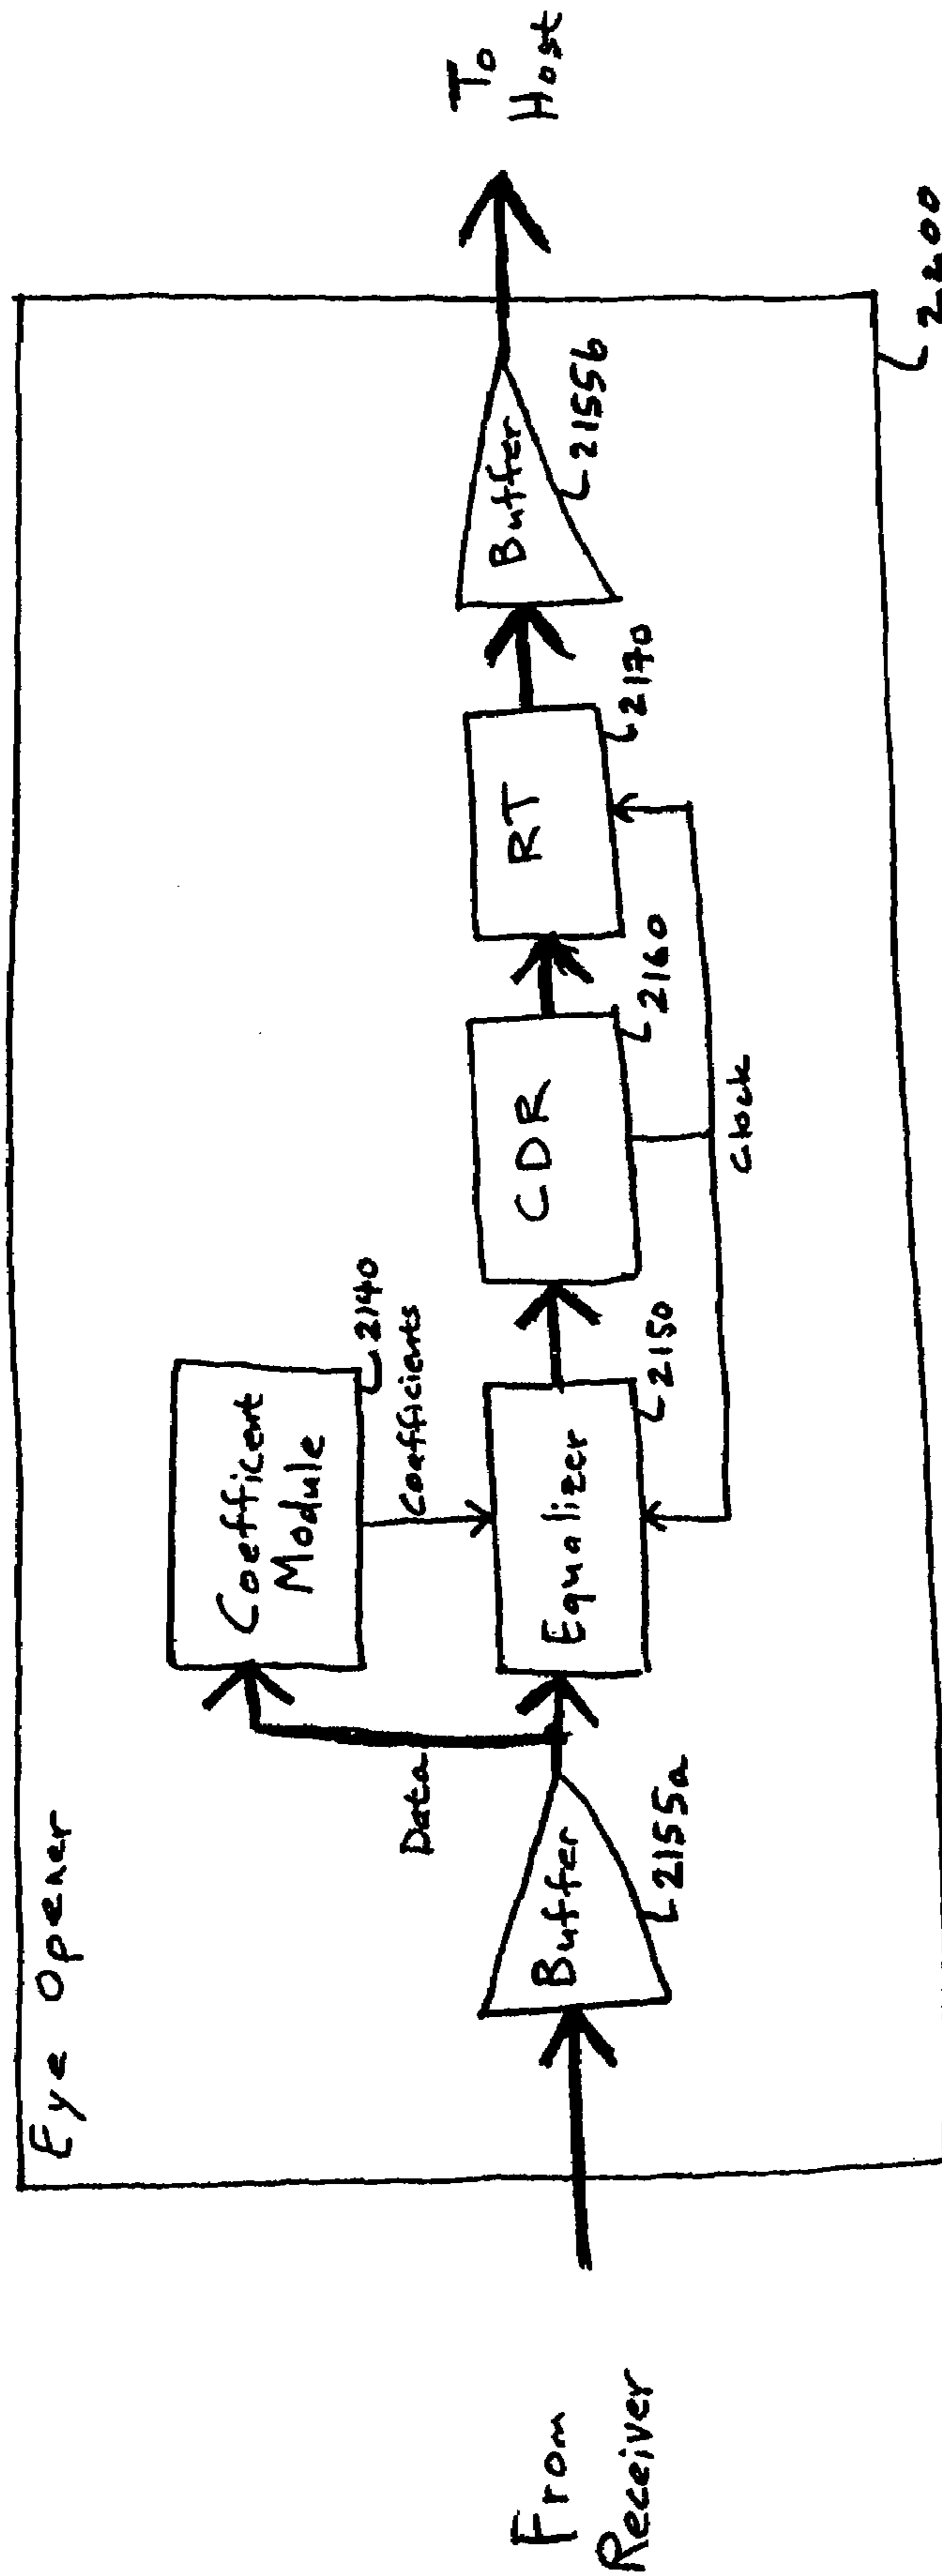 Eye Opener
From
Receiver
Buffer
2155a
Data
Coefficent
Module
2140
Coefficients
Equalizer
2150
CDR
2160
Clock
RT
2170
Buffer
2155b
To
Host
2200